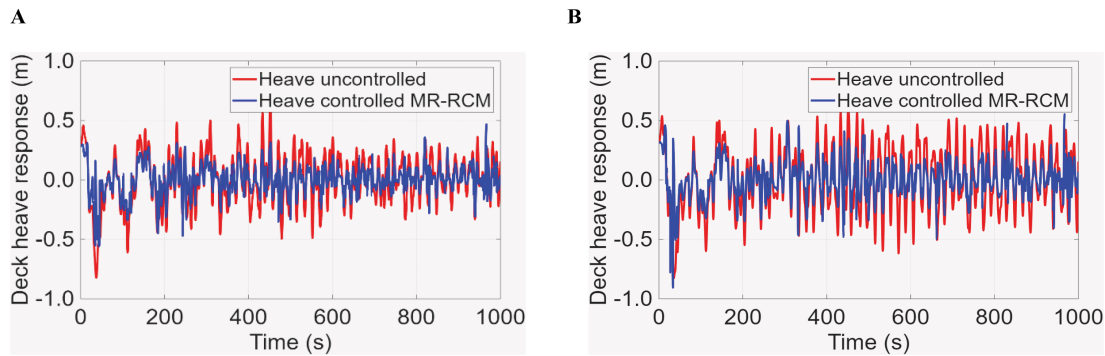 A
B
Deck heave response (m)
1.0
0.5
0.0
-0.5
-1.0
Heave uncontrolled
Heave controlled MR-RCM
0 200 400 600 800 1000
Time (s)
Deck heave response (m)
1.0
0.5
0.0
-0.5
-1.0
Heave uncontrolled
Heave controlled MR-RCM
0 200 400 600 800 1000
Time (s)